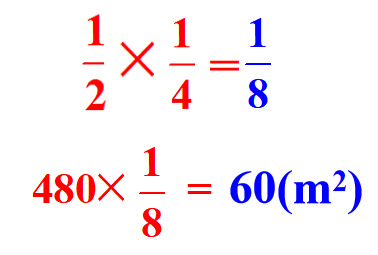 1/2 × 1/4 = 1/8
480× 1/8 = 60(m²)